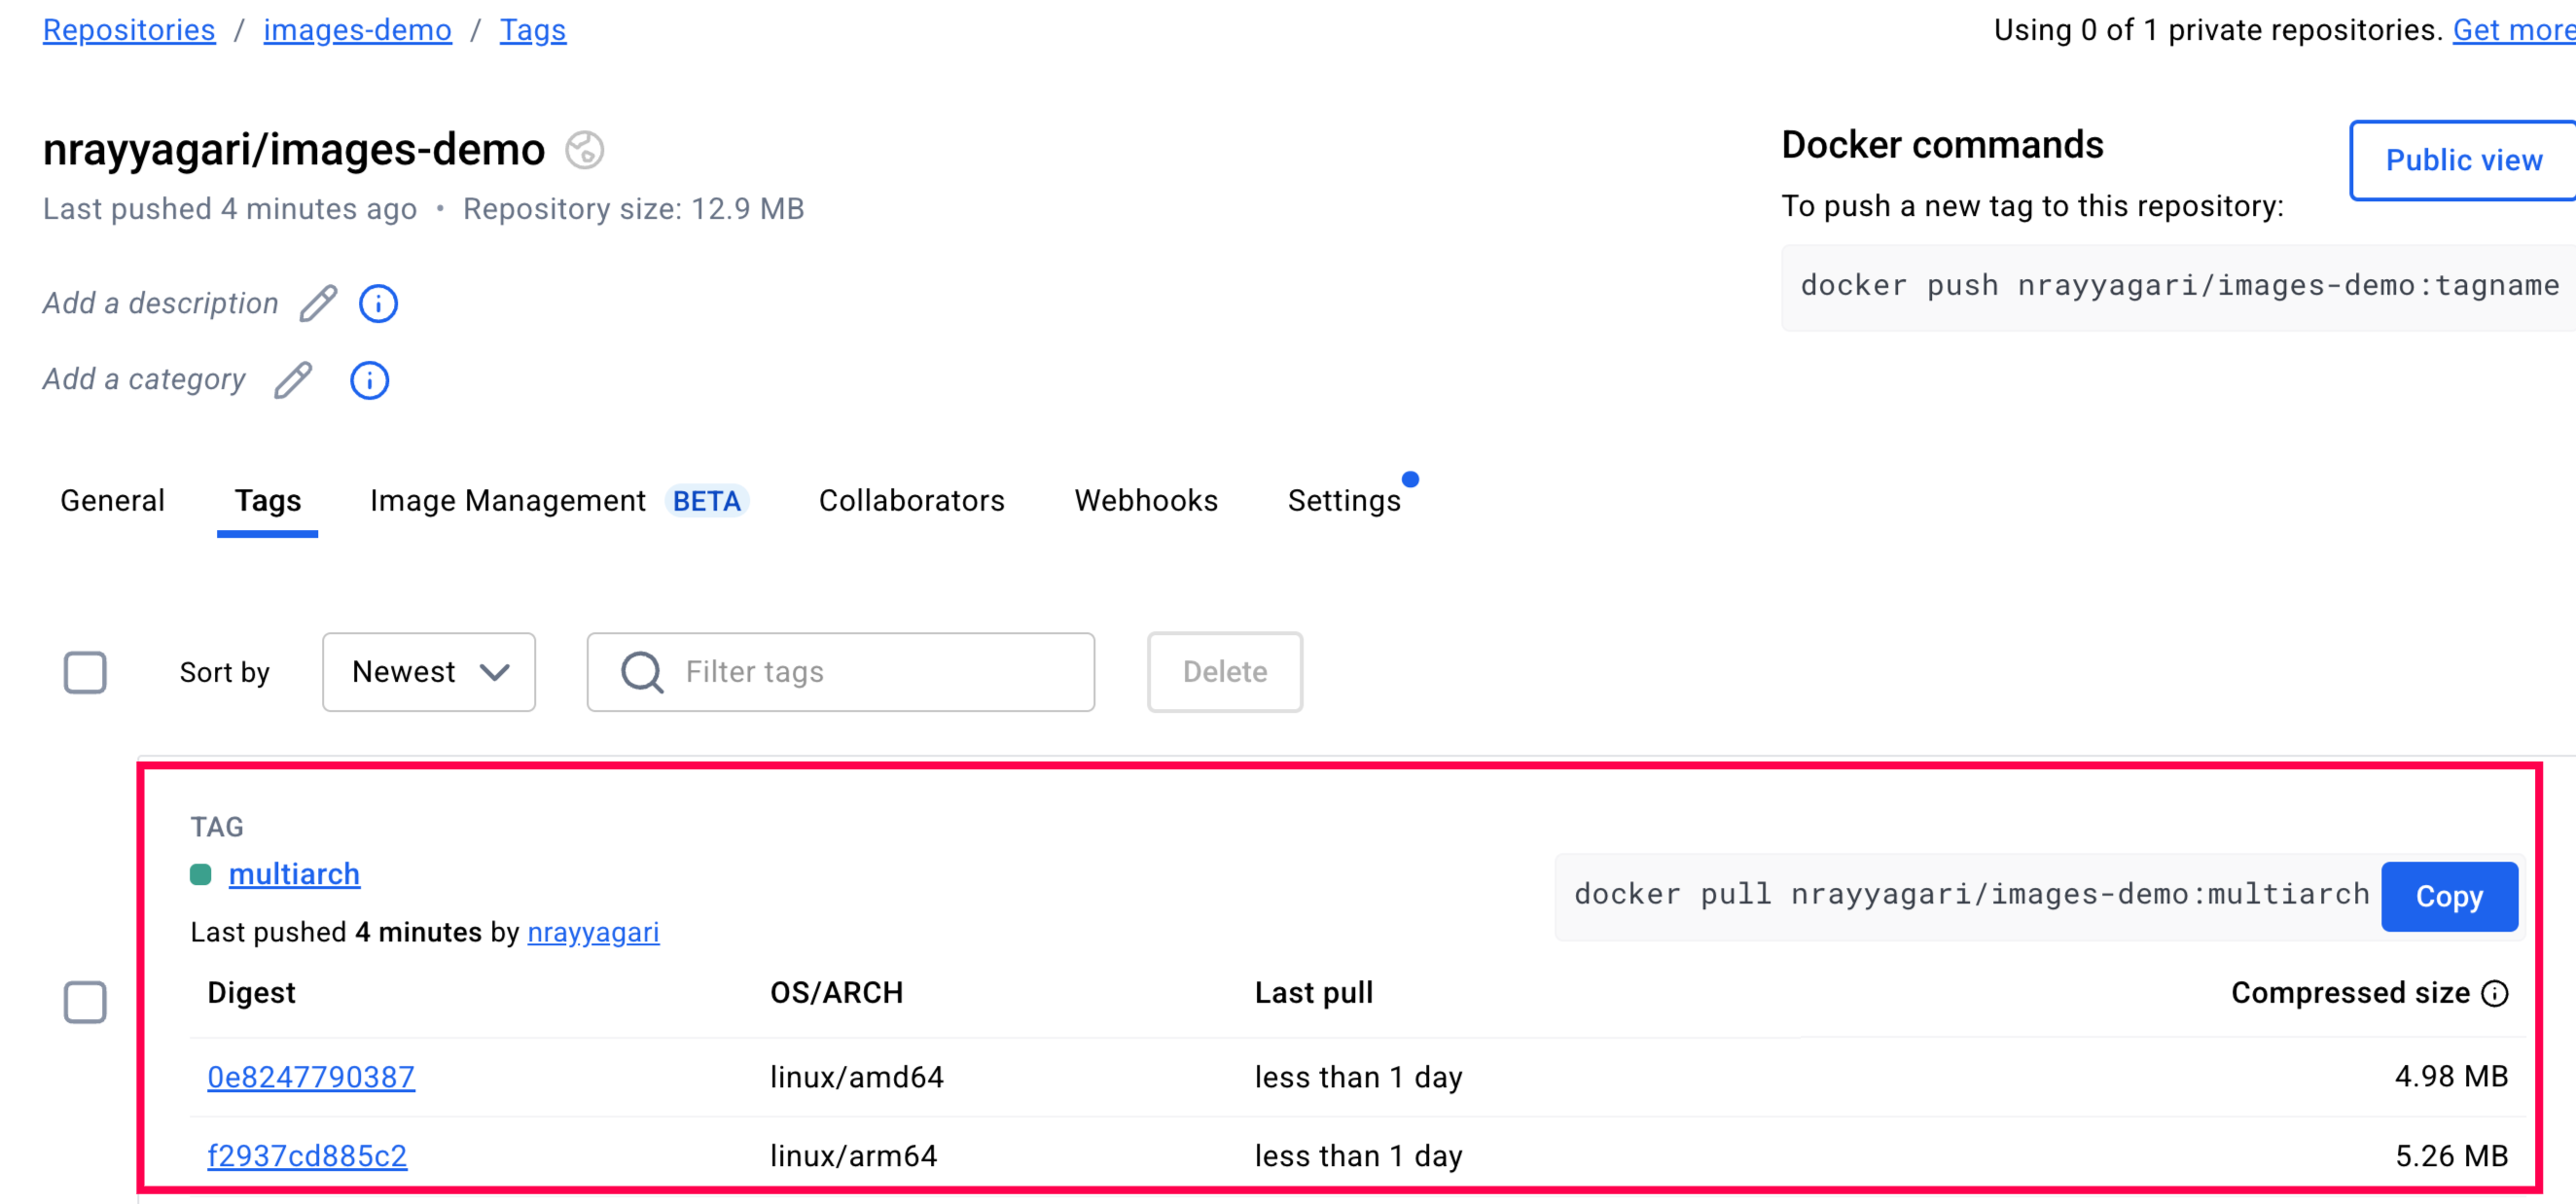 Repositories / images-demo / Tags
Using 0 of 1 private repositories. Get more
nrayyagari/images-demo
Last pushed 4 minutes ago • Repository size: 12.9 MB
Add a description
Add a category
Docker commands
Public view
To push a new tag to this repository:
docker push nrayyagari/images-demo:tagname
General Tags Image Management BETA Collaborators Webhooks Settings
Sort by Newest Filter tags Delete
TAG
multiarch
docker pull nrayyagari/images-demo:multiarch Copy
Last pushed 4 minutes by nrayyagari
Digest OS/ARCH Last pull Compressed size
0e8247790387 linux/amd64 less than 1 day 4.98 MB
f2937cd885c2 linux/arm64 less than 1 day 5.26 MB